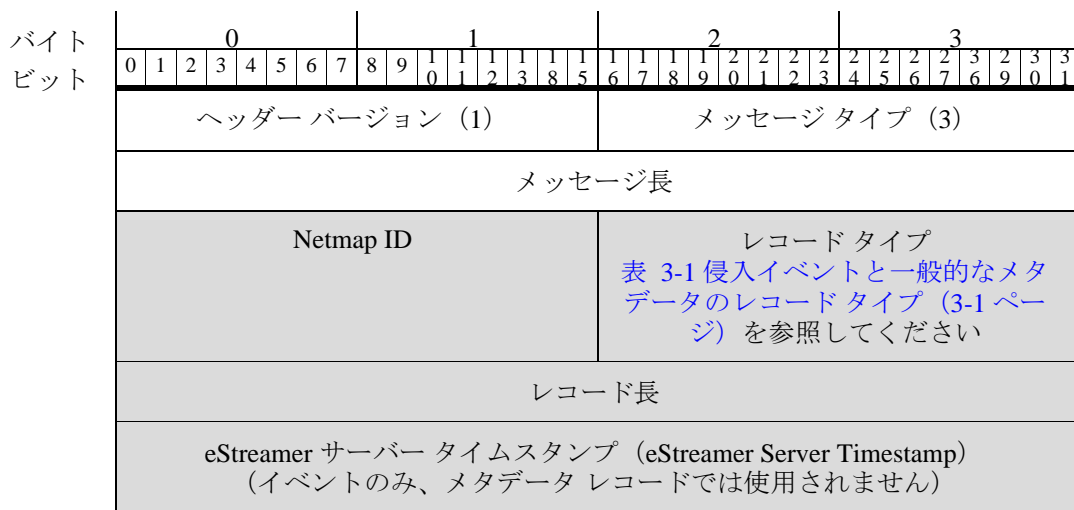 バイト 0 1 2 3
ビット 0 1 2 3 4 5 6 7 8 9 10 11 12 13 18 15 16 17 18 19 20 21 22 23 24 25 26 27 36 29 30 31
ヘッダー バージョン (1) メッセージ タイプ (3)
メッセージ長
Netmap ID レコード タイプ
表 3-1 侵入イベントと一般的なメタ
データのレコード タイプ (3-1 ペー
ジ) を参照してください
レコード長
eStreamer サーバー タイムスタンプ (eStreamer Server Timestamp)
(イベントのみ、メタデータ レコードでは使用されません)